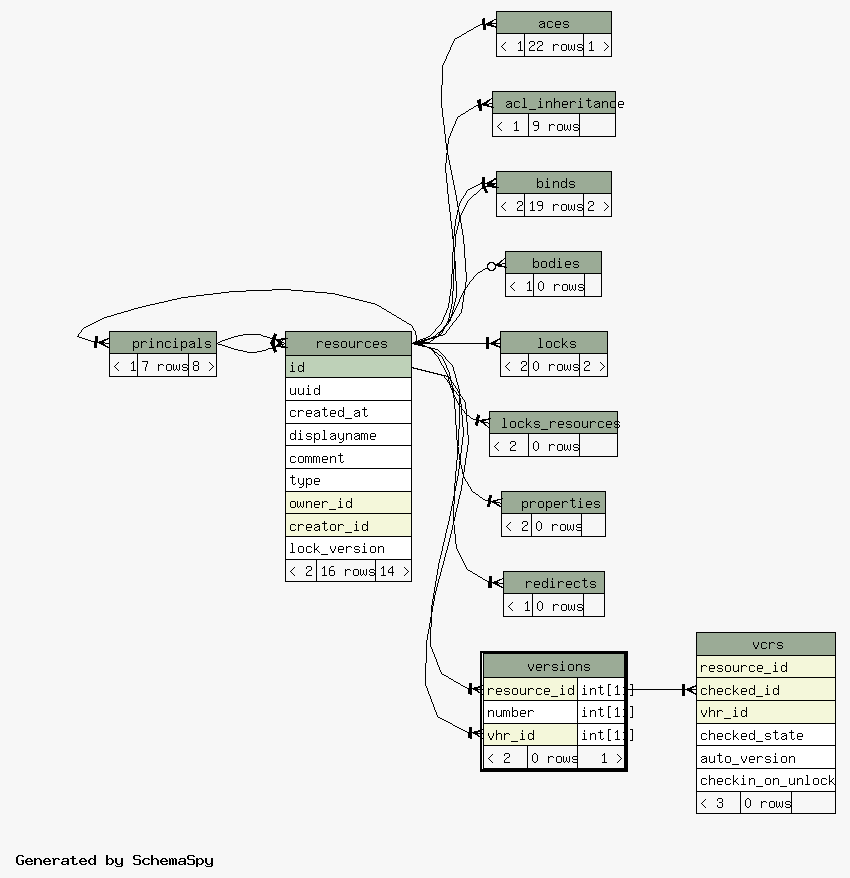 aces
< 1 22 rows 1 >
acl_inheritance
< 1 9 rows
binds
< 2 19 rows 2 >
bodies
< 1 0 rows
principals
< 1 7 rows 8 >
resources
id
uuid
created_at
displayname
comment
type
owner_id
creator_id
lock_version
< 2 16 rows 14 >
locks
< 2 0 rows 2 >
locks_resources
< 2 0 rows
properties
< 2 0 rows
redirects
< 1 0 rows
versions
resource_id int[11]
number int[11]
vhr_id int[11]
< 2 0 rows 1 >
vcrs
resource_id
checked_id
vhr_id
checked_state
auto_version
checkin_on_unlock
< 3 0 rows
Generated by SchemaSpy